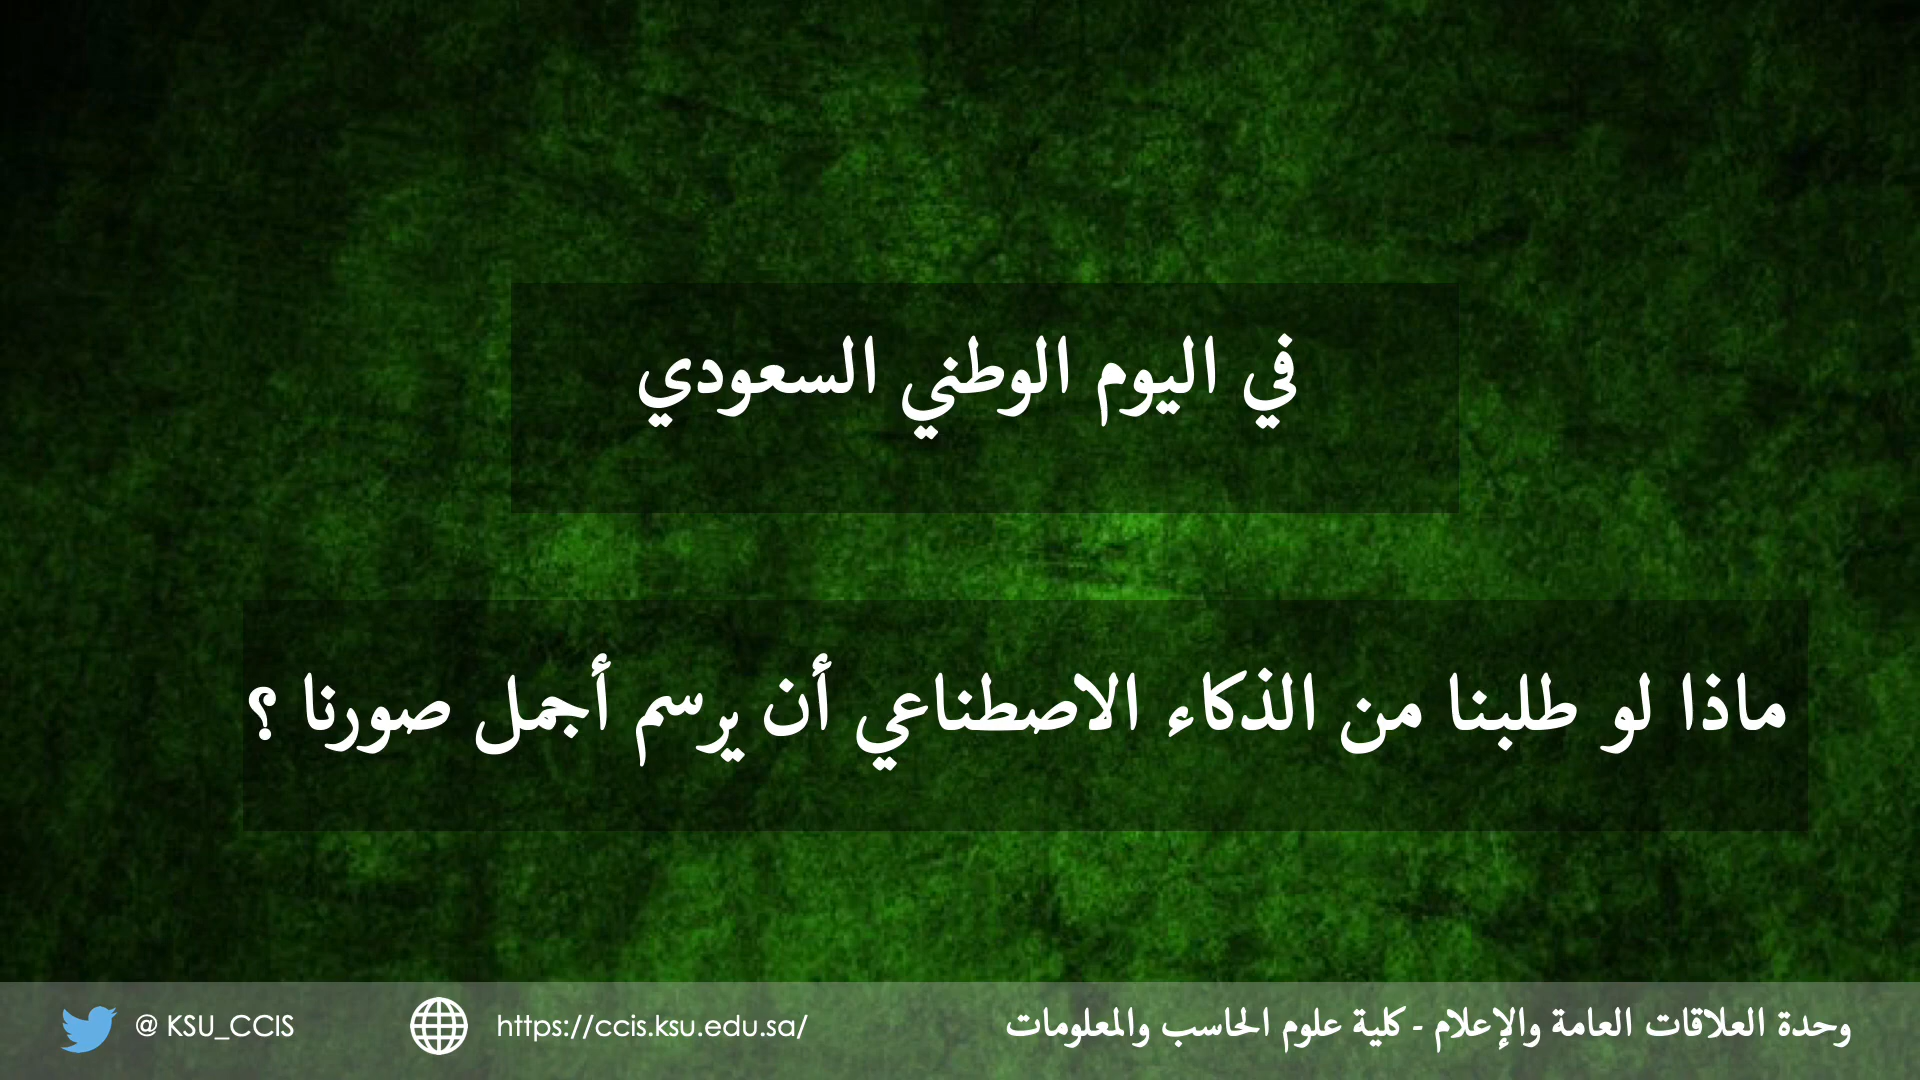 في اليوم الوطني السعودي
ماذا لو طلبنا من الذكاء الاصطناعي أن يرسم أجمل صورنا ؟
@ KSU_CCIS
https://ccis.ksu.edu.sa/
وحدة العلاقات العامة والإعلام - كلية علوم الحاسب والمعلومات